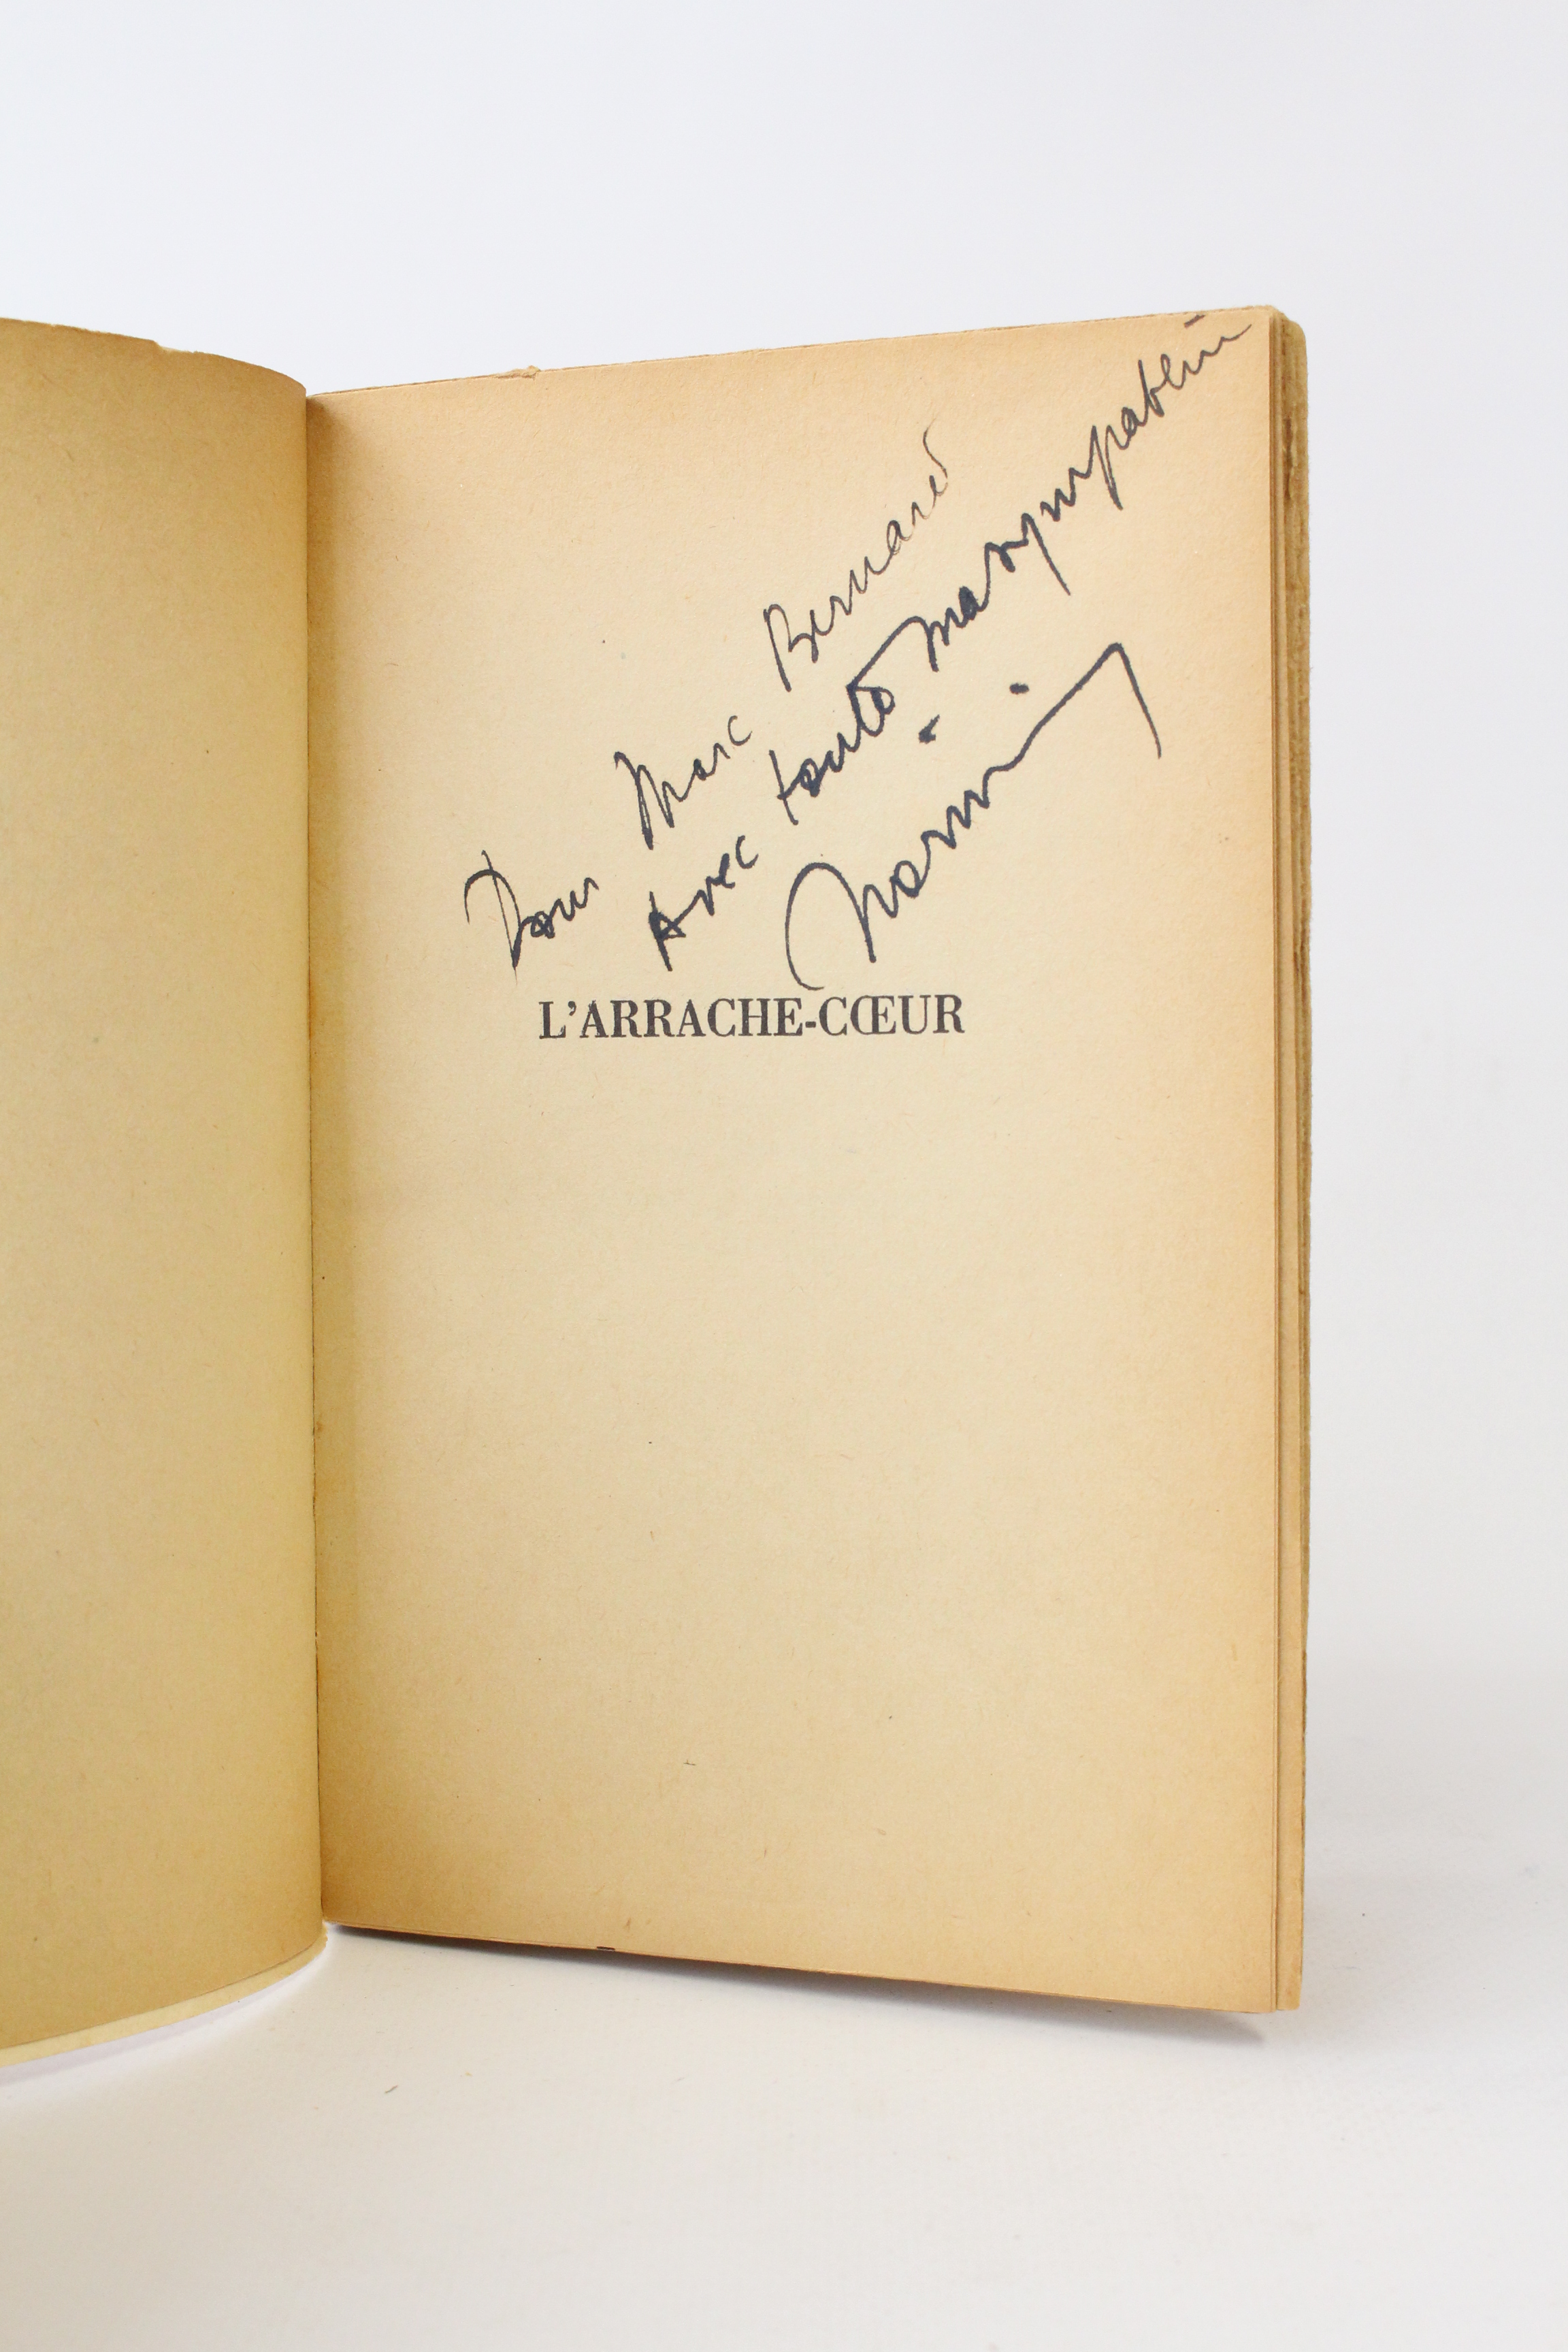 Pour Marc Bernard
Avec toute ma sympathie
L'ARRACHE-CŒUR